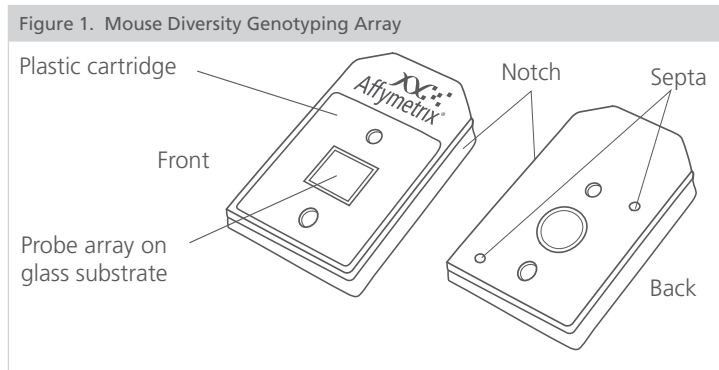 Figure 1. Mouse Diversity Genotyping Array
Plastic cartridge
Affymetrix®
Notch
Septa
Front
Probe array on
glass substrate
Back